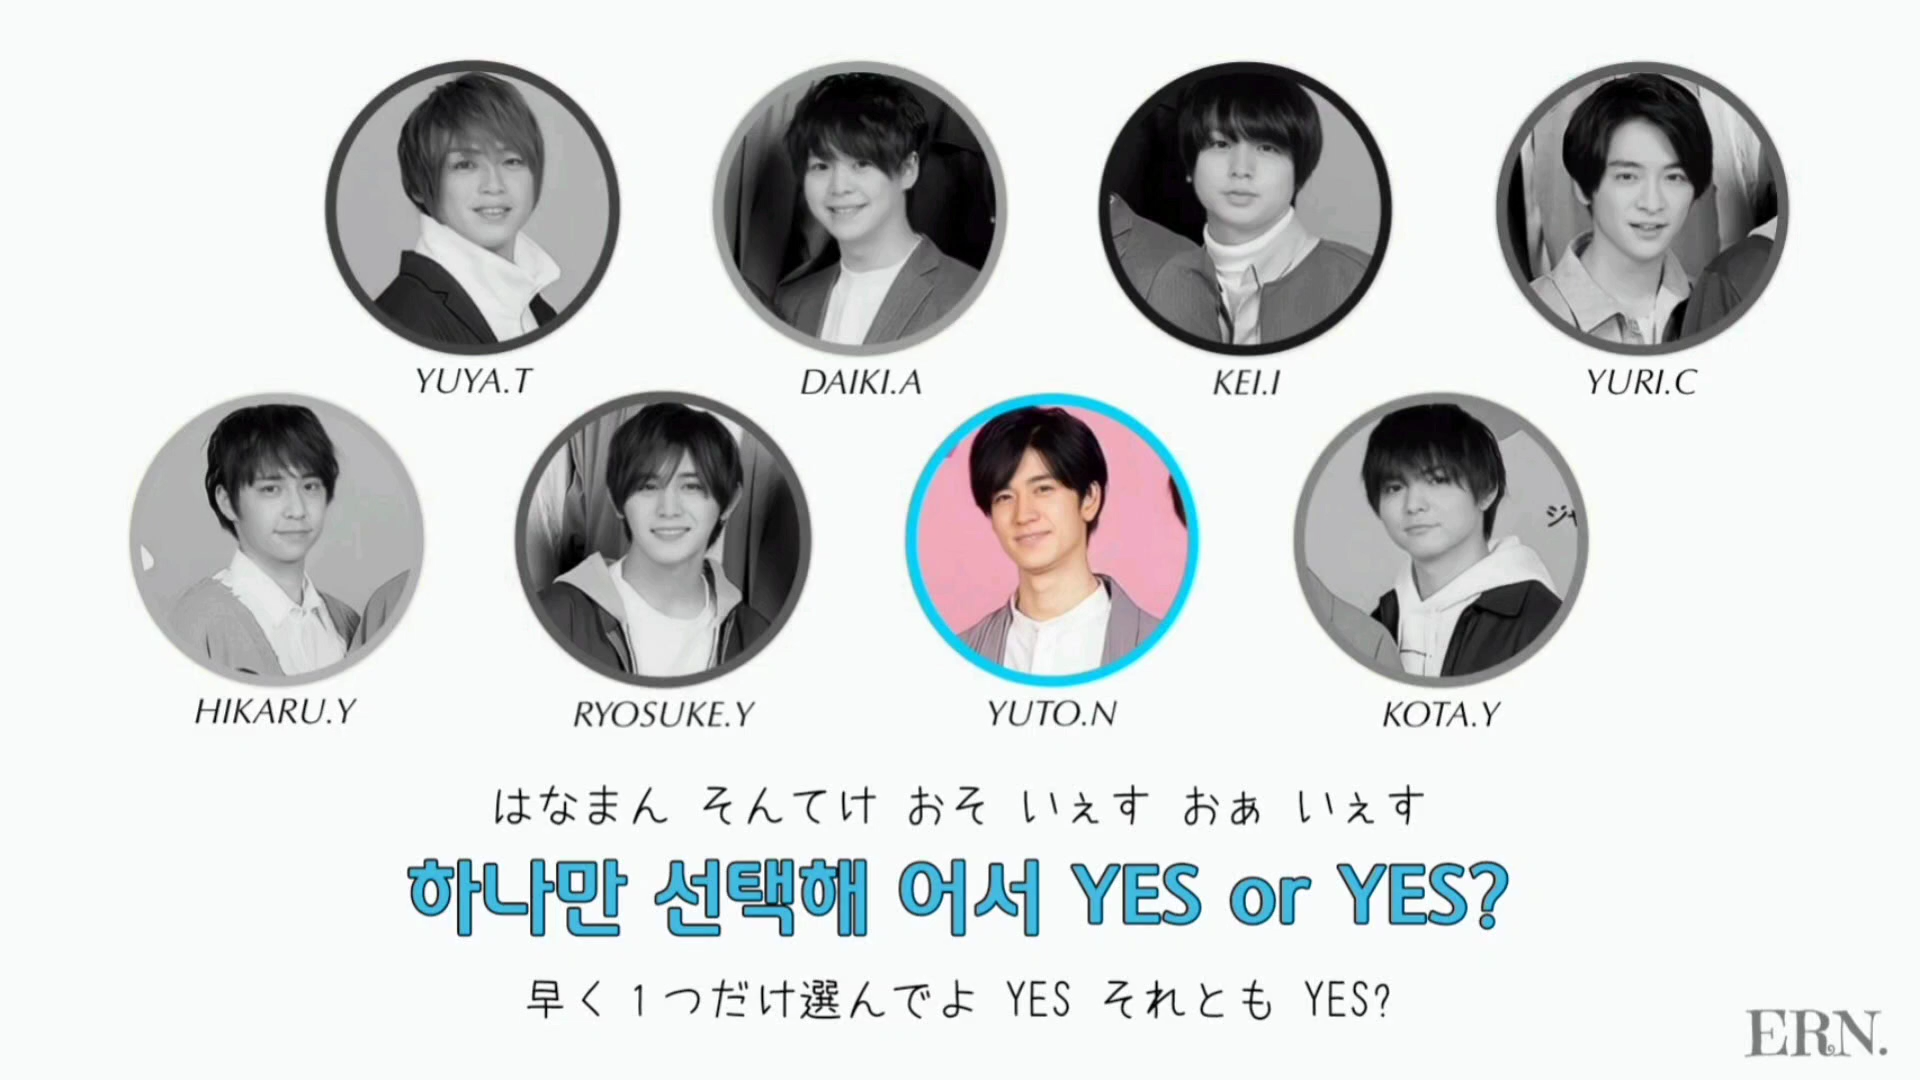 YUYA.T
DAIKI.A
KEI.I
YURI.C
ジャ
HIKARU.Y
RYOSUKE.Y
YUTO.N
KOTA.Y
はなまん そんてけ おそ いぇす おぁ いぇす
하나만 선택해 어서 YES or YES?
早く1つだけ選んでよ YES それとも YES?
ERN.